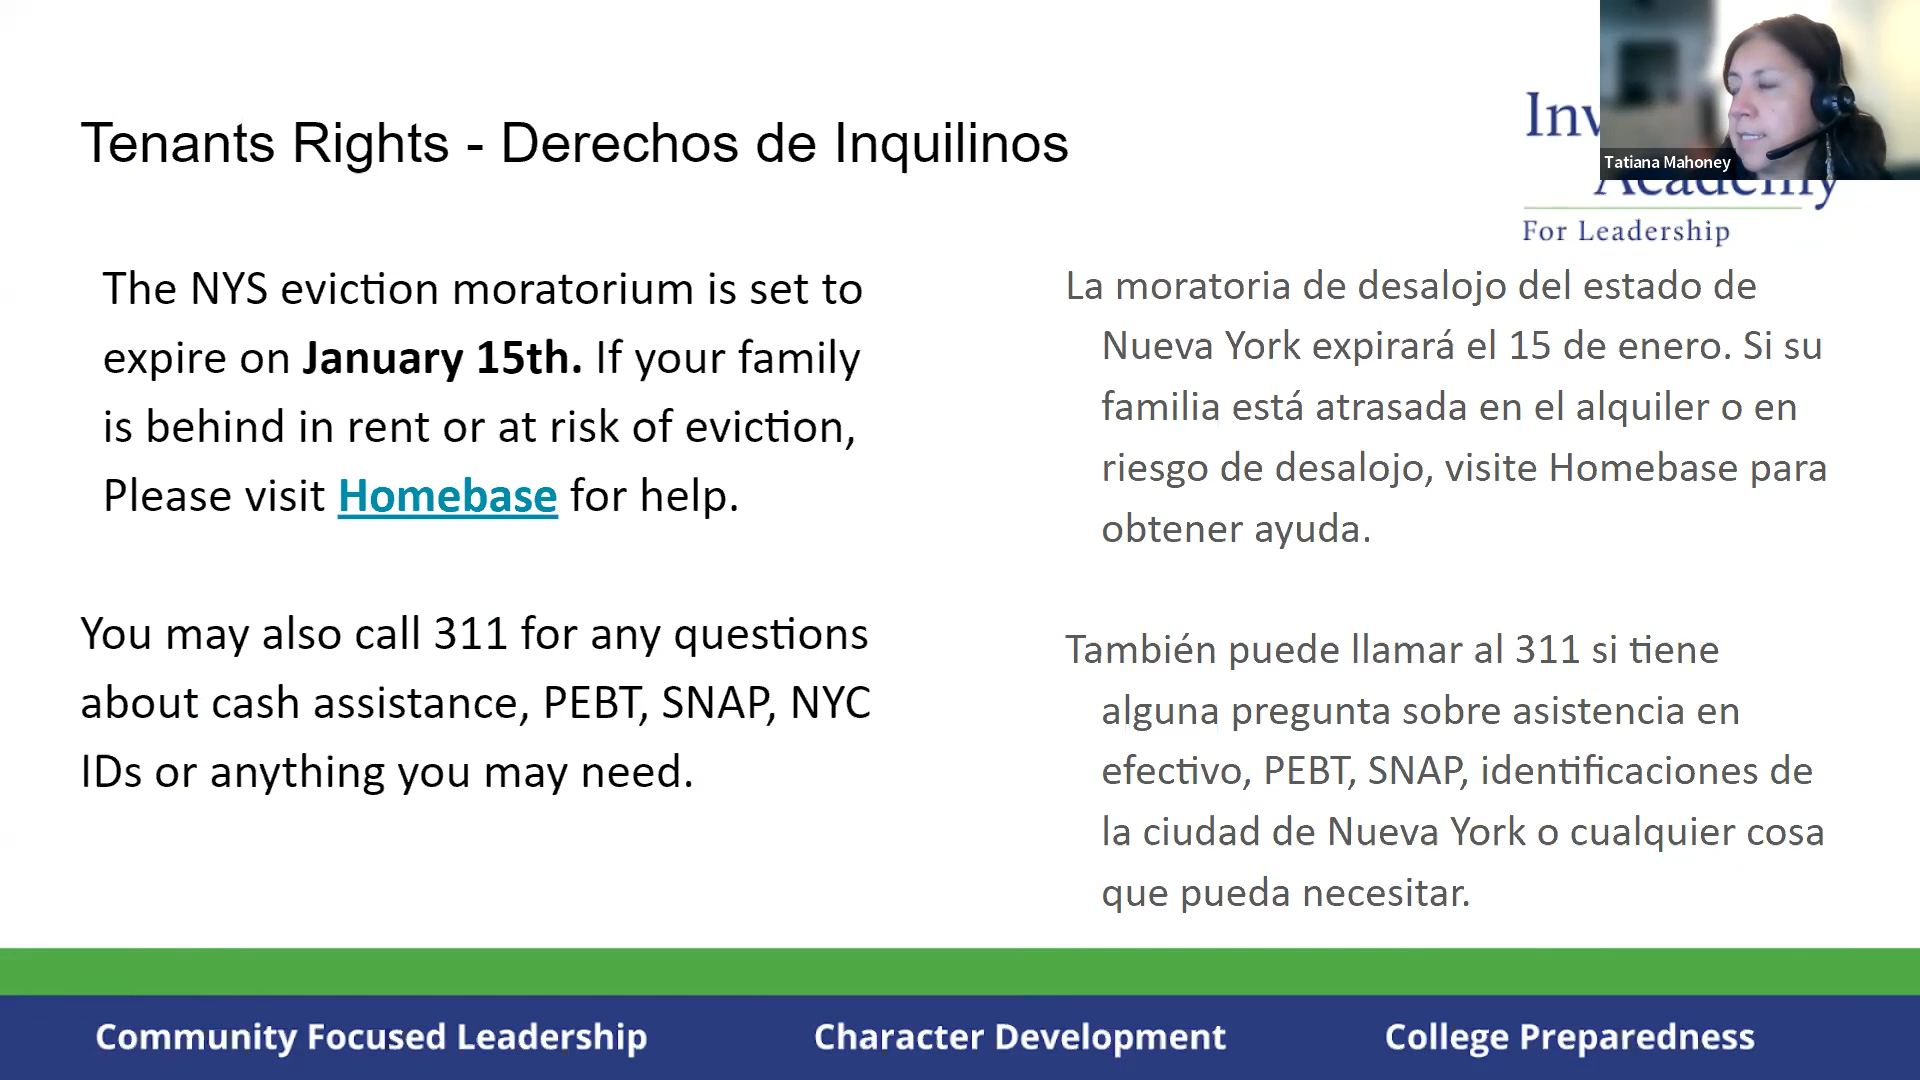 Tenants Rights - Derechos de Inquilinos
Tatiana Mahoney
Academy
For Leadership
The NYS eviction moratorium is set to
expire on January 15th. If your family
is behind in rent or at risk of eviction,
Please visit Homebase for help.
You may also call 311 for any questions
about cash assistance, PEBT, SNAP, NYC
IDs or anything you may need.
La moratoria de desalojo del estado de
Nueva York expirará el 15 de enero. Si su
familia está atrasada en el alquiler o en
riesgo de desalojo, visite Homebase para
obtener ayuda.
También puede llamar al 311 si tiene
alguna pregunta sobre asistencia en
efectivo, PEBT, SNAP, identificaciones de
la ciudad de Nueva York o cualquier cosa
que pueda necesitar.
Community Focused Leadership
Character Development
College Preparedness